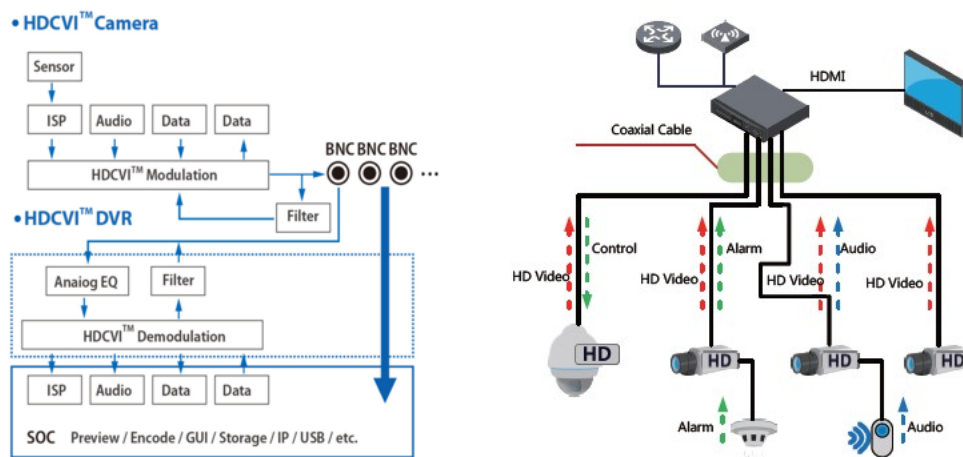 • HDCVI™ Camera
Sensor
ISP Audio Data Data
BNC BNC BNC
HDCVI™ Modulation
...
Filter
• HDCVI™ DVR
Anaiog EQ Filter
HDCVI™ Demodulation
ISP Audio Data Data
SOC Preview / Encode / GUI / Storage / IP / USB / etc.
HDMI
Coaxial Cable
Control Alarm Audio
HD Video HD Video HD Video HD Video
HD HD HD HD
Alarm Audio